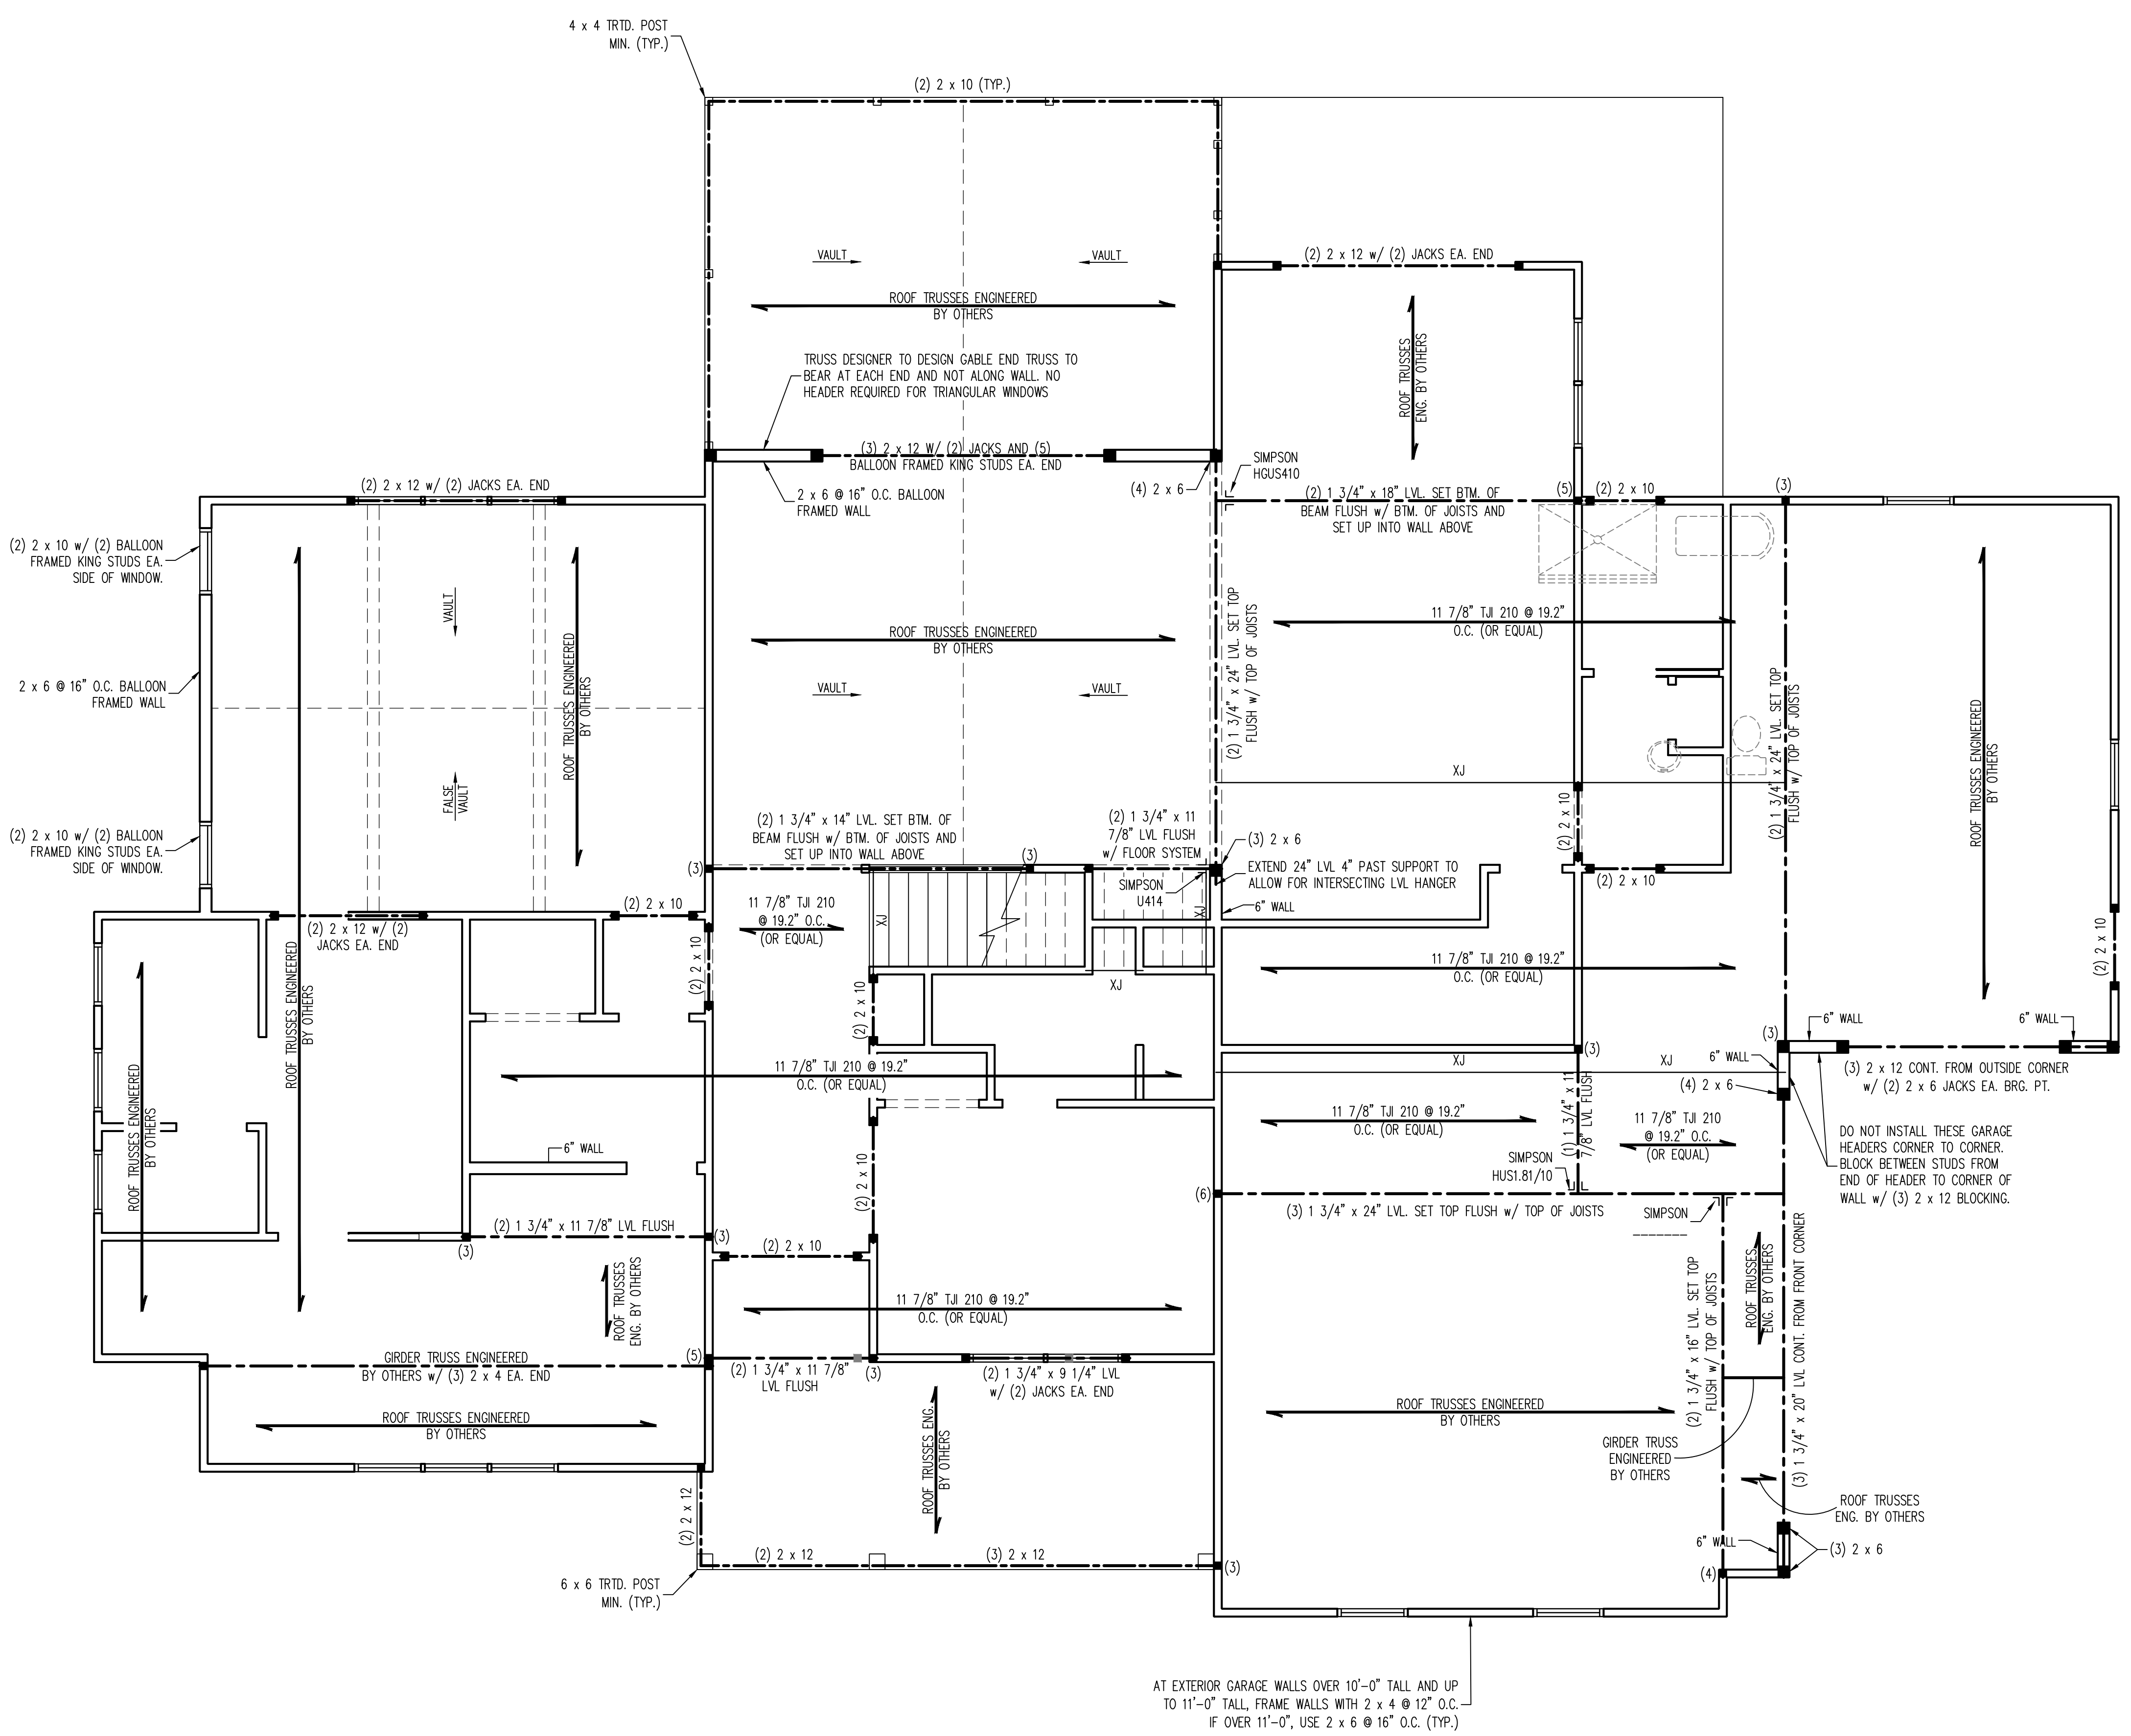 4 x 4 TRTD. POST
MIN. (TYP.)
(2) 2 x 10 (TYP.)
VAULT
VAULT
ROOF TRUSSES ENGINEERED
BY OTHERS
(2) 2 x 12 w/ (2) JACKS EA. END
ROOF TRUSSES
ENG. BY OTHERS
TRUSS DESIGNER TO DESIGN GABLE END TRUSS TO
BEAR AT EACH END AND NOT ALONG WALL. NO
HEADER REQUIRED FOR TRIANGULAR WINDOWS
(3) 2 x 12 W/ (2) JACKS AND (5)
BALLOON FRAMED KING STUDS EA. END
2 x 6 @ 16" O.C. BALLOON
FRAMED WALL
(4) 2 x 6
SIMPSON
HGUS410
(2) 1 3/4" x 18" LVL. SET BTM. OF
BEAM FLUSH w/ BTM. OF JOISTS AND
SET UP INTO WALL ABOVE
(5)
(2) 2 x 10
(3)
(2) 2 x 12 w/ (2) JACKS EA. END
(2) 2 x 10 w/ (2) BALLOON
FRAMED KING STUDS EA.
SIDE OF WINDOW.
2 x 6 @ 16" O.C. BALLOON
FRAMED WALL
(2) 2 x 10 w/ (2) BALLOON
FRAMED KING STUDS EA.
SIDE OF WINDOW.
VAULT
FALSE
VAULT
ROOF TRUSSES ENGINEERED
BY OTHERS
ROOF TRUSSES ENGINEERED
BY OTHERS
ROOF TRUSSES ENGINEERED
BY OTHERS
VAULT
VAULT
(2) 1 3/4" x 24" LVL. SET TOP
FLUSH w/ TOP OF JOISTS
11 7/8" TJI 210 @ 19.2"
O.C. (OR EQUAL)
XJ
(2) 1 3/4" x 24" LVL. SET TOP
FLUSH w/ TOP OF JOISTS
ROOF TRUSSES ENGINEERED
BY OTHERS
(2) 1 3/4" x 14" LVL. SET BTM. OF
BEAM FLUSH w/ BTM. OF JOISTS AND
SET UP INTO WALL ABOVE
(3)
(3)
(2) 1 3/4" x 11
7/8" LVL FLUSH
w/ FLOOR SYSTEM
SIMPSON
U414
(3) 2 x 6
EXTEND 24" LVL 4" PAST SUPPORT TO
ALLOW FOR INTERSECTING LVL HANGER
6" WALL
(2) 2 x 10
(2) 2 x 10
(2) 2 x 10
(2) 2 x 12 w/ (2)
JACKS EA. END
(2) 2 x 10
(2) 2 x 10
11 7/8" TJI 210
@ 19.2" O.C.
(OR EQUAL)
XJ
XJ
XJ
(2) 2 x 10
11 7/8" TJI 210 @ 19.2"
O.C. (OR EQUAL)
11 7/8" TJI 210 @ 19.2"
O.C. (OR EQUAL)
(3)
XJ
XJ
(3)
6" WALL
6" WALL
6" WALL
(4) 2 x 6
(3) 2 x 12 CONT. FROM OUTSIDE CORNER
w/ (2) 2 x 6 JACKS EA. BRG. PT.
DO NOT INSTALL THESE GARAGE
HEADERS CORNER TO CORNER.
BLOCK BETWEEN STUDS FROM
END OF HEADER TO CORNER OF
WALL w/ (3) 2 x 12 BLOCKING.
ROOF TRUSSES ENGINEERED
BY OTHERS
6" WALL
(2) 2 x 10
11 7/8" TJI 210 @ 19.2"
O.C. (OR EQUAL)
(1) 1 3/4" x 11
7/8" LVL FLUSH
11 7/8" TJI 210
@ 19.2" O.C.
(OR EQUAL)
SIMPSON
HUS1.81/10
(6)
(3) 1 3/4" x 24" LVL. SET TOP FLUSH w/ TOP OF JOISTS
SIMPSON
(2) 1 3/4" x 11 7/8" LVL FLUSH
(3)
(3)
(2) 2 x 10
ROOF TRUSSES
ENG. BY OTHERS
11 7/8" TJI 210 @ 19.2"
O.C. (OR EQUAL)
(2) 1 3/4" x 16" LVL. SET TOP
FLUSH w/ TOP OF JOISTS
ROOF TRUSSES
ENG. BY OTHERS
(3) 1 3/4" x 20" LVL CONT. FROM FRONT CORNER
GIRDER TRUSS ENGINEERED
BY OTHERS w/ (3) 2 x 4 EA. END
(5)
(2) 1 3/4" x 11 7/8"
LVL FLUSH
(3)
(2) 1 3/4" x 9 1/4" LVL
w/ (2) JACKS EA. END
ROOF TRUSSES ENGINEERED
BY OTHERS
ROOF TRUSSES ENG.
BY OTHERS
ROOF TRUSSES ENGINEERED
BY OTHERS
GIRDER TRUSS
ENGINEERED
BY OTHERS
ROOF TRUSSES
ENG. BY OTHERS
(2) 2 x 12
(2) 2 x 12
(3) 2 x 12
(3)
6" WALL
(3) 2 x 6
(4)
6 x 6 TRTD. POST
MIN. (TYP.)
AT EXTERIOR GARAGE WALLS OVER 10'-0" TALL AND UP
TO 11'-0" TALL, FRAME WALLS WITH 2 x 4 @ 12" O.C.
IF OVER 11'-0", USE 2 x 6 @ 16" O.C. (TYP.)